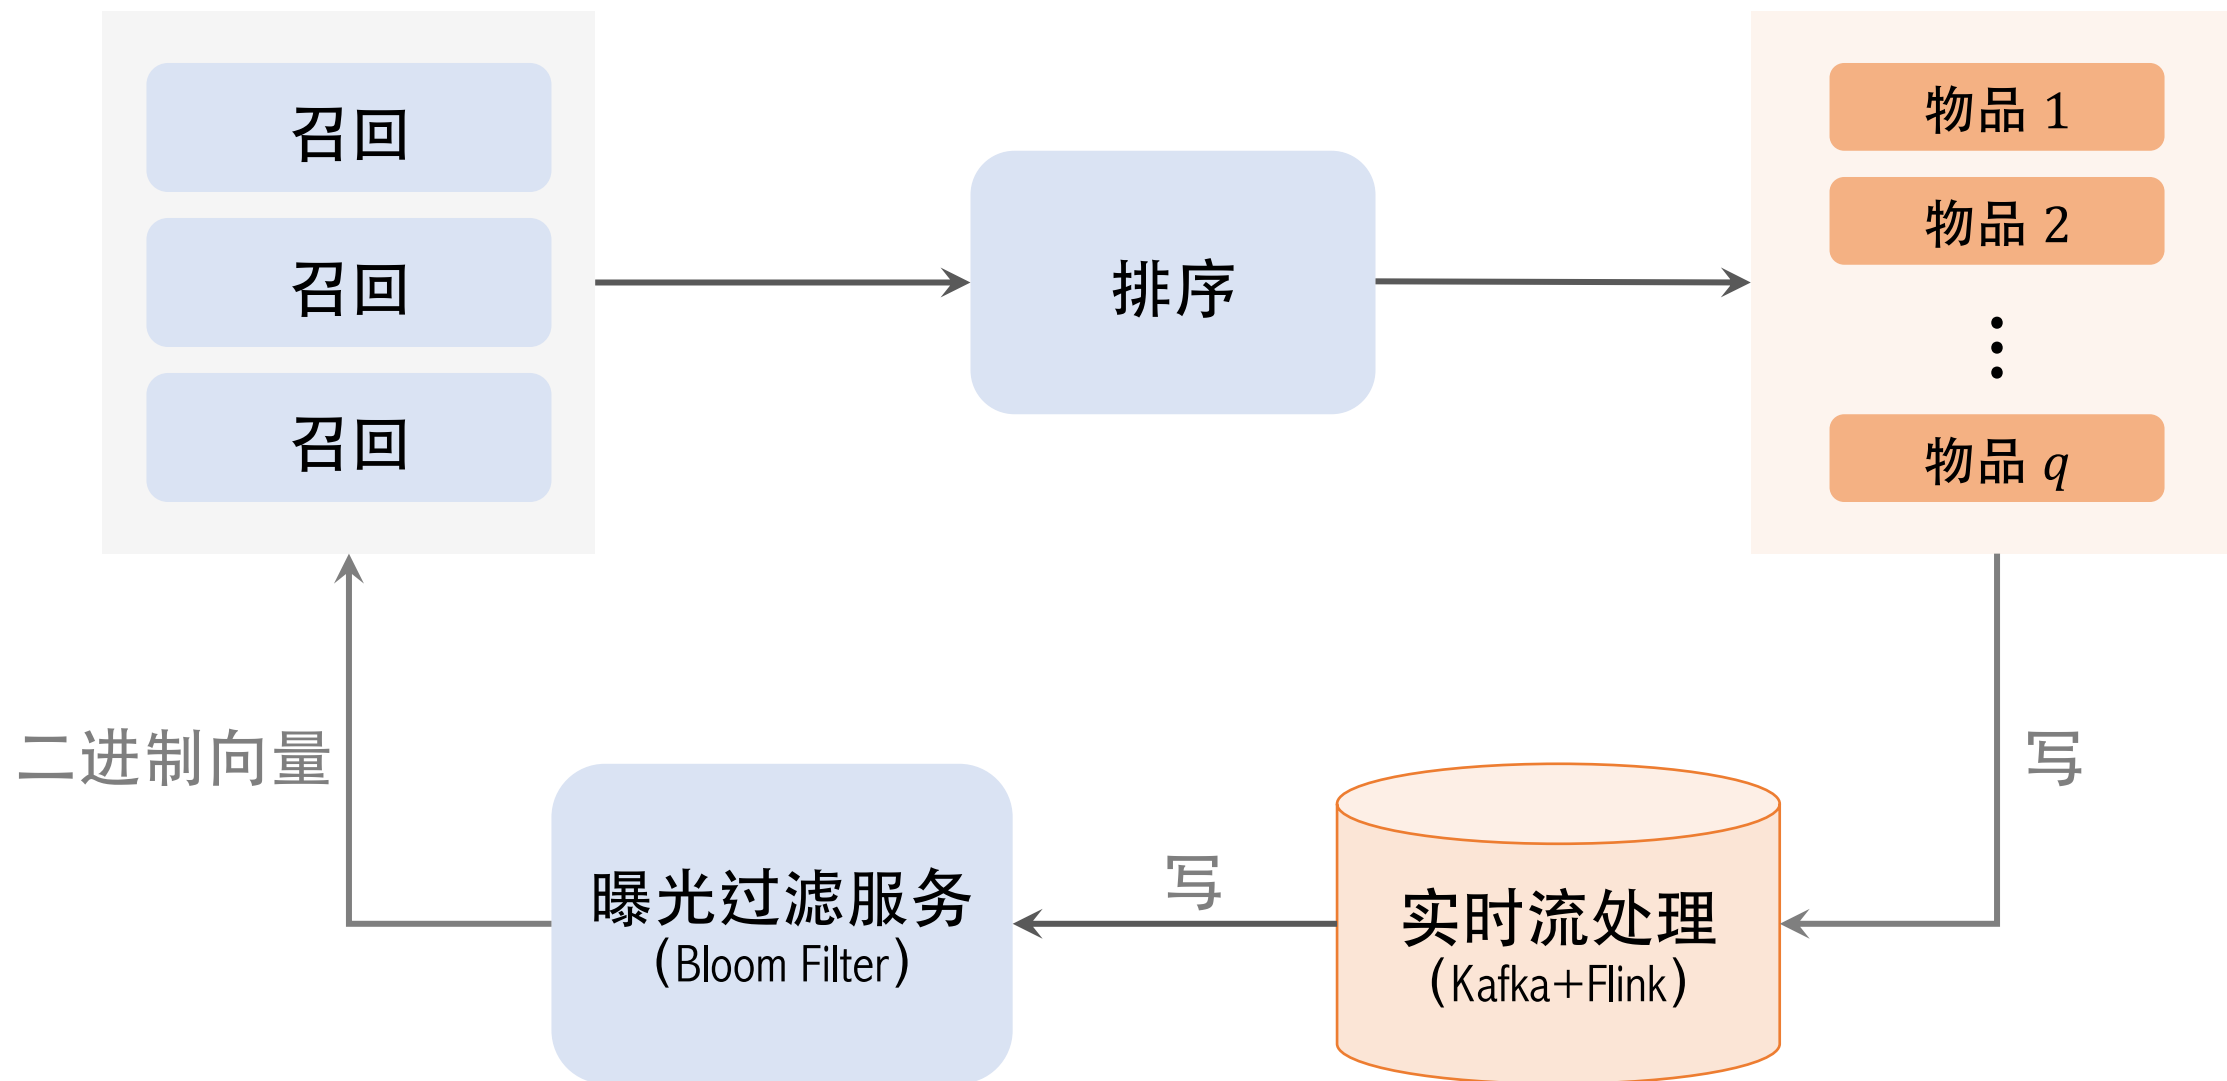 召回
召回
召回
排序
物品 1
物品 2
物品 q
二进制向量
曝光过滤服务
(Bloom Filter)
写
实时流处理
(Kafka+Flink)
写